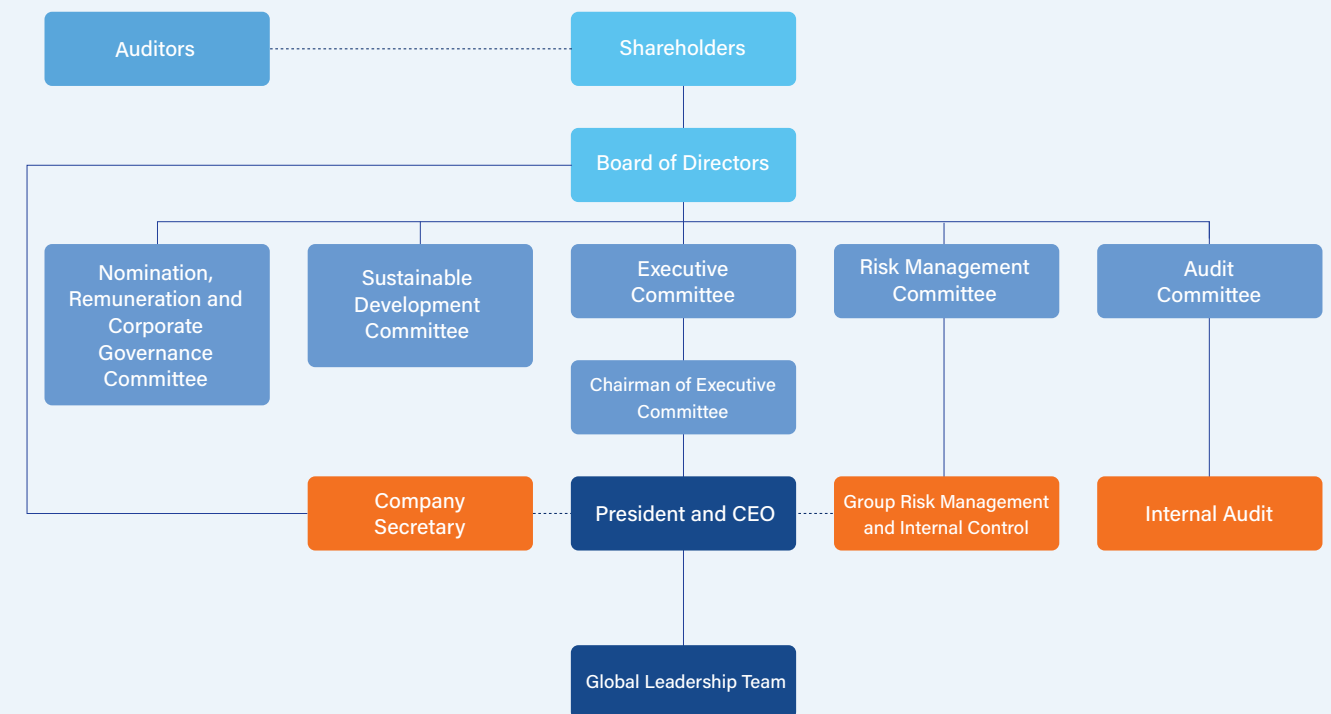 Auditors
Shareholders
Board of Directors
Nomination,
Remuneration and
Corporate
Governance
Committee
Sustainable
Development
Committee
Executive
Committee
Risk Management
Committee
Audit
Committee
Chairman of Executive
Committee
Company
Secretary
President and CEO
Group Risk Management
and Internal Control
Internal Audit
Global Leadership Team